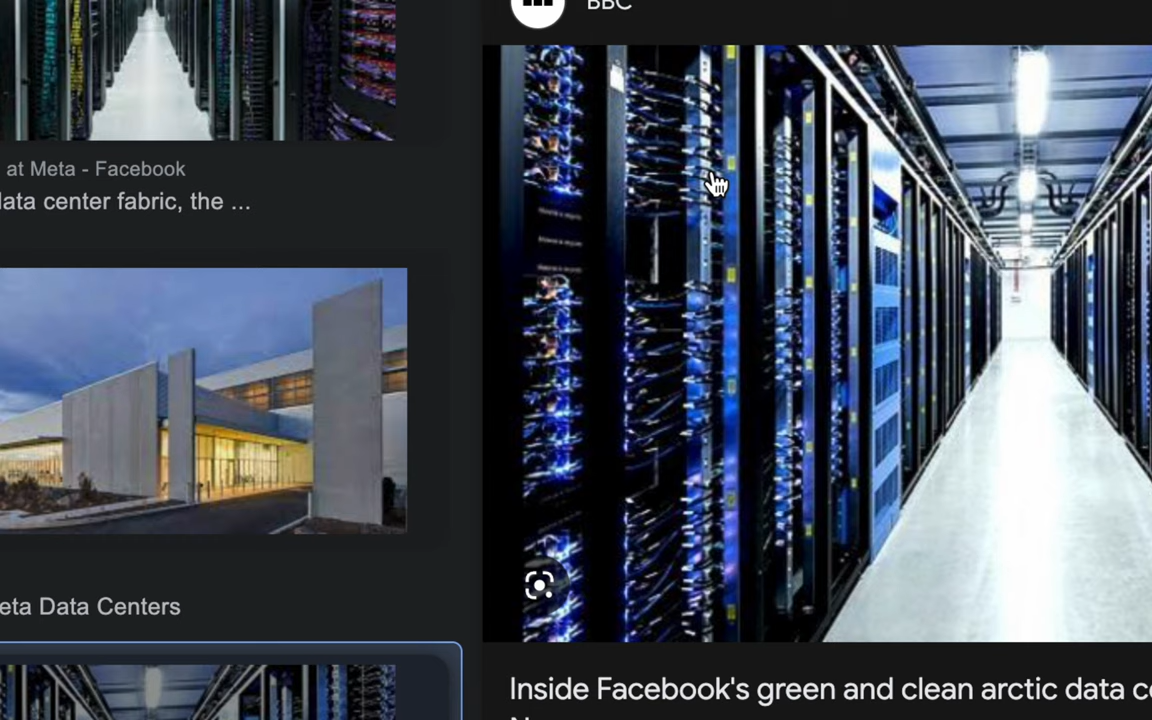 BBC
at Meta - Facebook
data center fabric, the ...
eta Data Centers
Inside Facebook's green and clean arctic data c